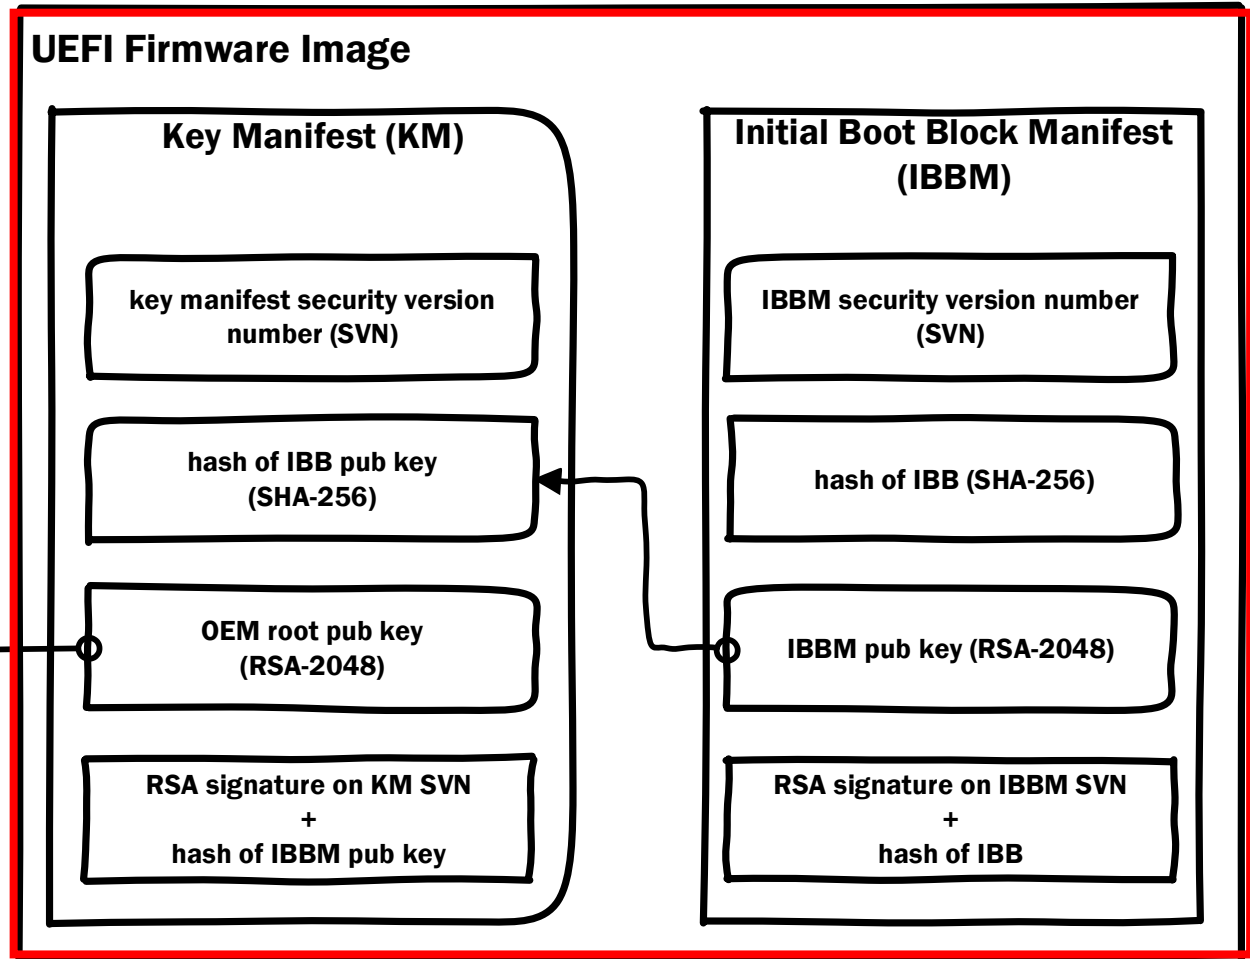 UEFI Firmware Image
Key Manifest (KM)
key manifest security version
number (SVN)
hash of IBB pub key
(SHA-256)
OEM root pub key
(RSA-2048)
RSA signature on KM SVN
+
hash of IBBM pub key
Initial Boot Block Manifest
(IBBM)
IBBM security version number
(SVN)
hash of IBB (SHA-256)
IBBM pub key (RSA-2048)
RSA signature on IBBM SVN
+
hash of IBB